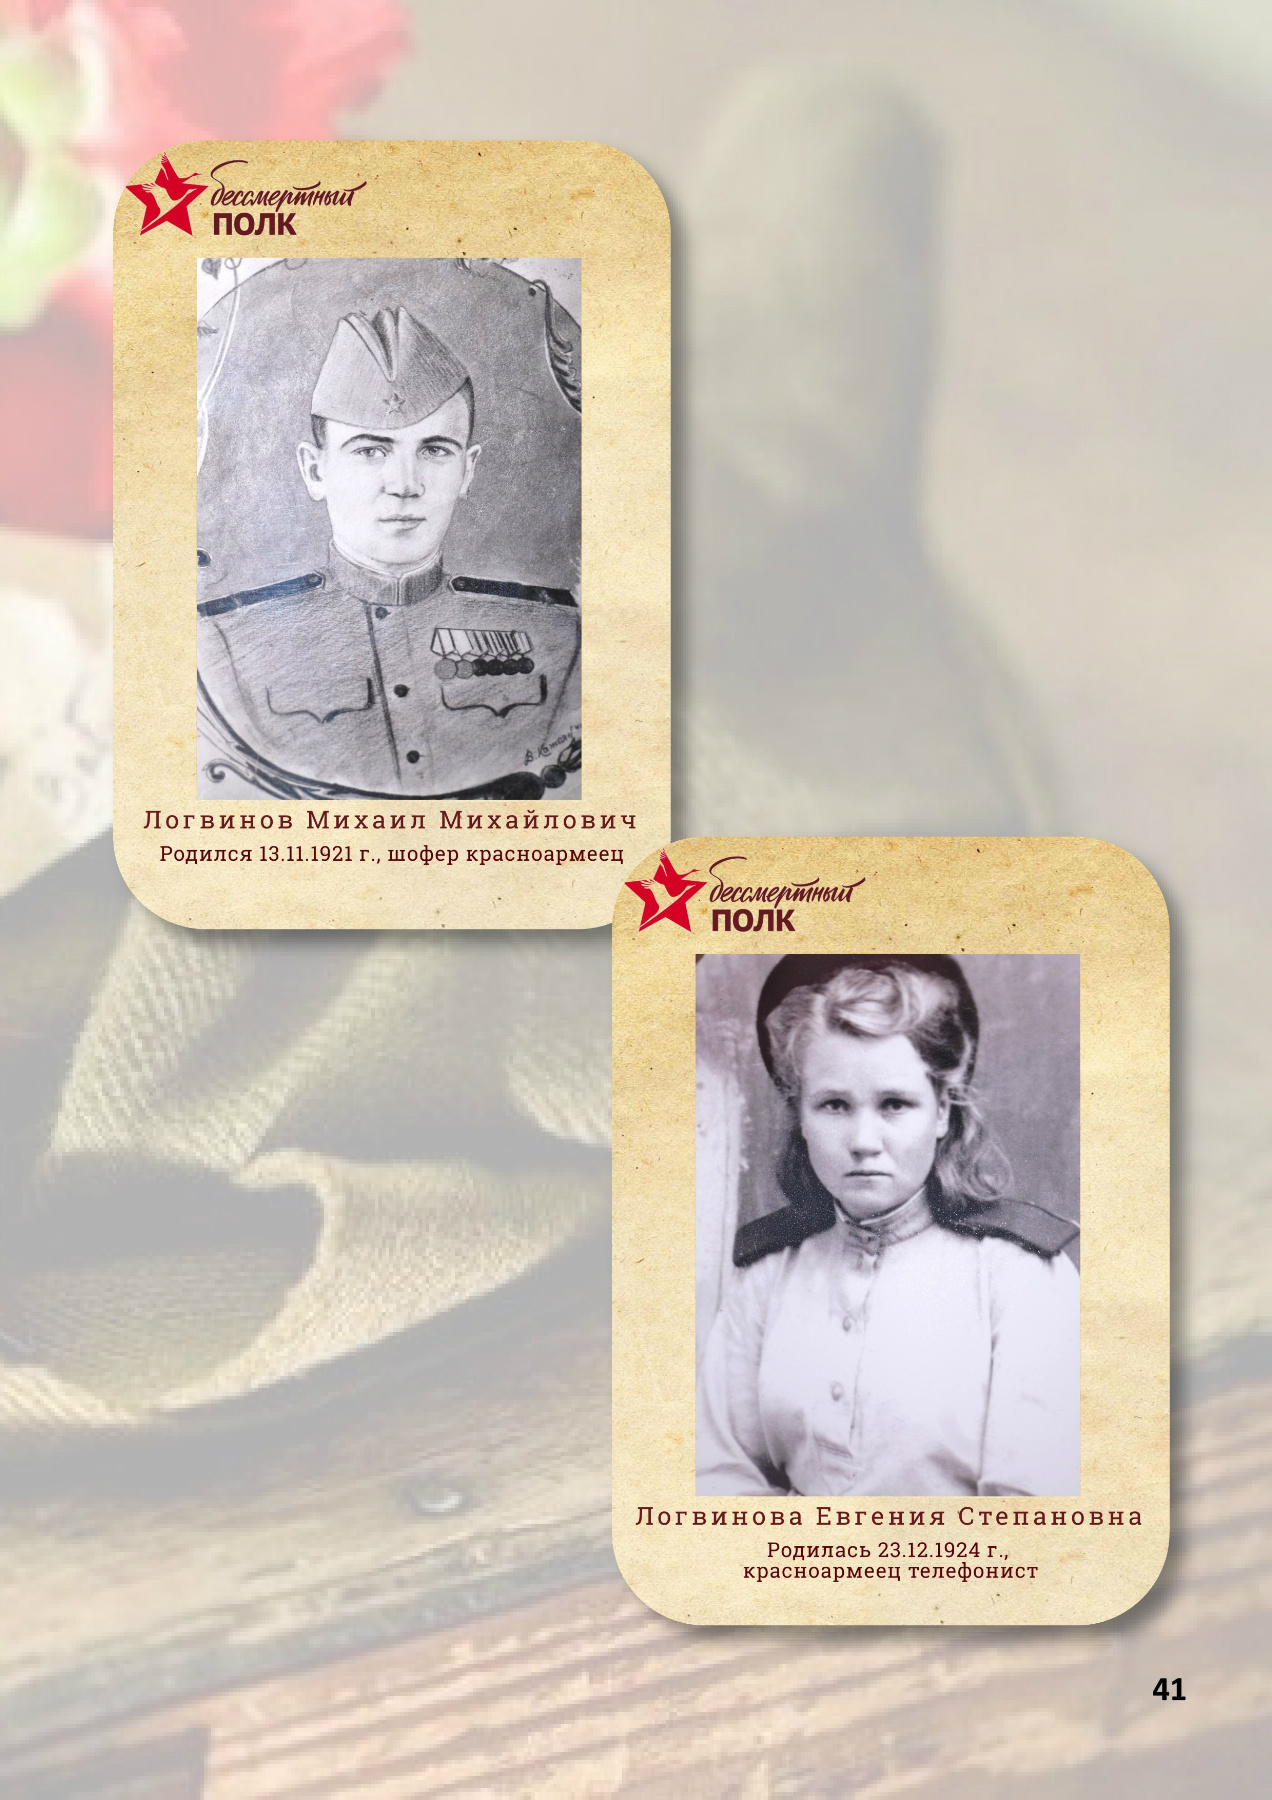 бессмертный
ПОЛК
Логвинов Михаил Михайлович
Родился 13.11.1921 г., шофер красноармеец
бессмертный
ПОЛК
Логвинова Евгения Степановна
Родилась 23.12.1924 г.,
красноармеец телефонист
41